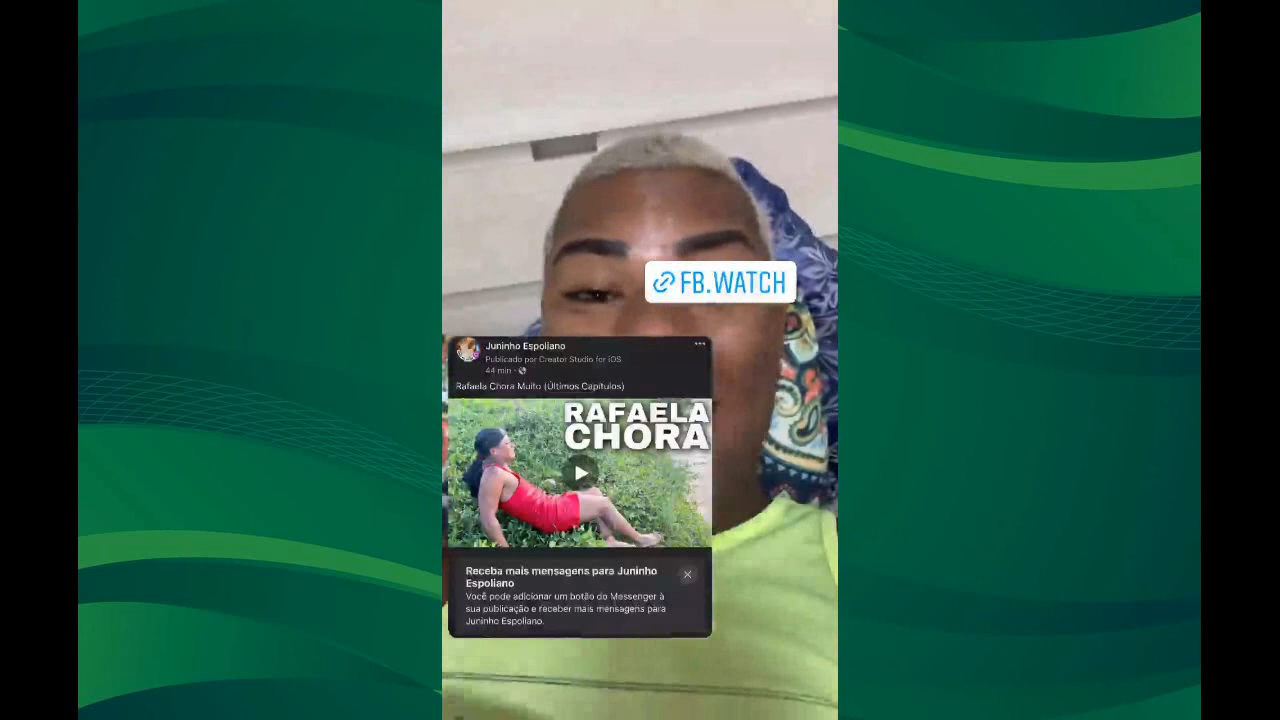 FB.WATCH
Juninho Espoliano
Publicado por Creator Studio for iOS
44 min ·
Rafaela Chora Muito (Últimos Capítulos)
RAFAELA
CHORA
Receba mais mensagens para Juninho
Espoliano
Você pode adicionar um botão do Messenger à
sua publicação e receber mais mensagens para
Juninho Espoliano.